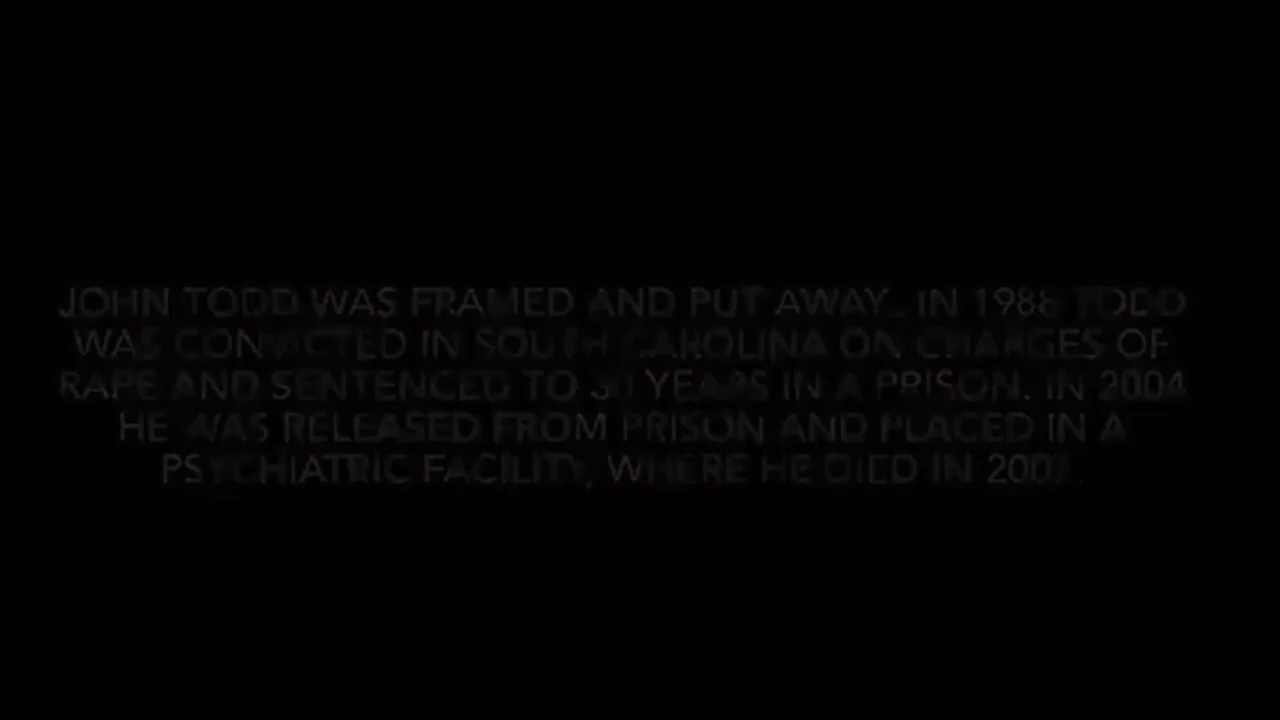 JOHN TODD WAS FRAMED AND PUT AWAY. IN 1988 TODD
WAS CONVICTED IN SOUTH CAROLINA ON CHARGES OF
RAPE AND SENTENCED TO 30 YEARS IN A PRISON. IN 2004
HE WAS RELEASED FROM PRISON AND PLACED IN A
PSYCHIATRIC FACILITY, WHERE HE DIED IN 2007.